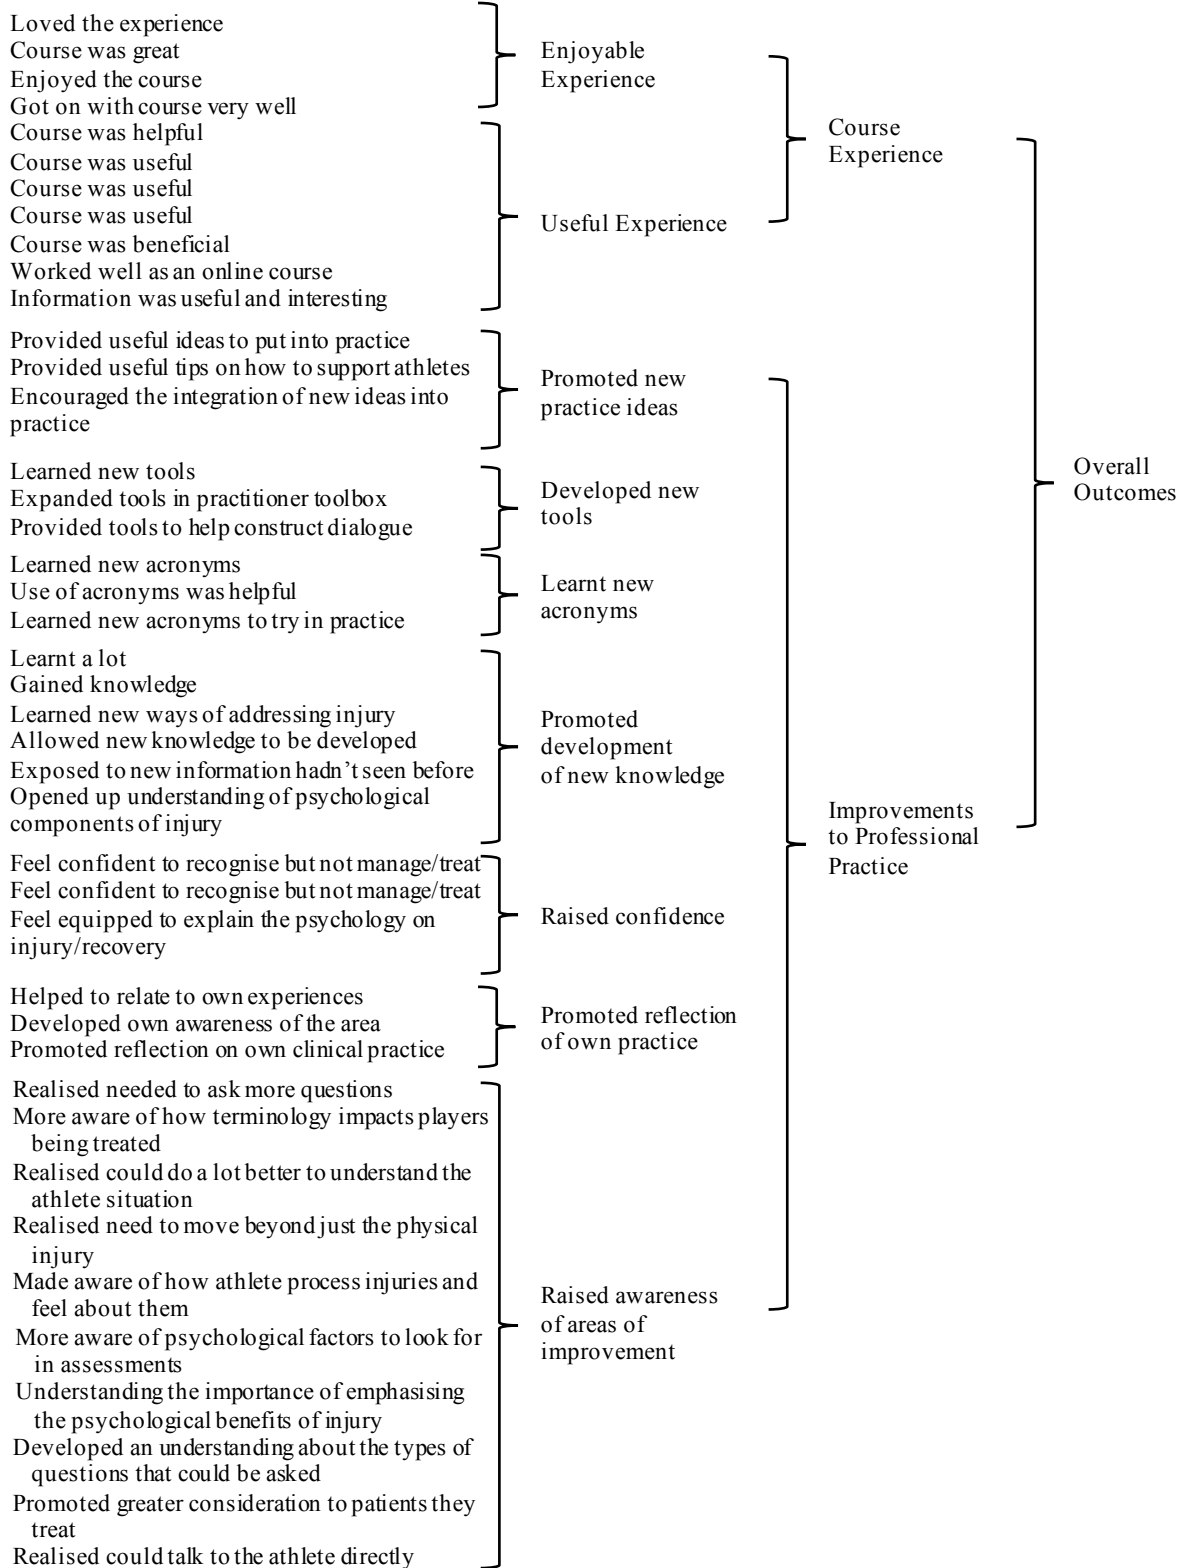 Loved the experience
Course was great
Enjoyed the course
Got on with course very well
Enjoyable
Experience
Course was helpful
Course was useful
Course was useful
Course was useful
Course was beneficial
Worked well as an online course
Information was useful and interesting
Useful Experience
Course
Experience
Provided useful ideas to put into practice
Provided useful tips on how to support athletes
Encouraged the integration of new ideas into
practice
Promoted new
practice ideas
Learned new tools
Expanded tools in practitioner toolbox
Provided tools to help construct dialogue
Developed new
tools
Learned new acronyms
Use of acronyms was helpful
Learned new acronyms to try in practice
Learnt new
acronyms
Learnt a lot
Gained knowledge
Learned new ways of addressing injury
Allowed new knowledge to be developed
Exposed to new information hadn't seen before
Opened up understanding of psychological
components of injury
Promoted
development
of new knowledge
Feel confident to recognise but not manage/treat
Feel confident to recognise but not manage/treat
Feel equipped to explain the psychology on
injury/recovery
Raised confidence
Helped to relate to own experiences
Developed own awareness of the area
Promoted reflection on own clinical practice
Promoted reflection
of own practice
Realised needed to ask more questions
More aware of how terminology impacts players
being treated
Realised could do a lot better to understand the
athlete situation
Realised need to move beyond just the physical
injury
Made aware of how athlete process injuries and
feel about them
More aware of psychological factors to look for
in assessments
Understanding the importance of emphasising
the psychological benefits of injury
Developed an understanding about the types of
questions that could be asked
Promoted greater consideration to patients they
treat
Realised could talk to the athlete directly
Raised awareness
of areas of
improvement
Improvements
to Professional
Practice
Overall
Outcomes